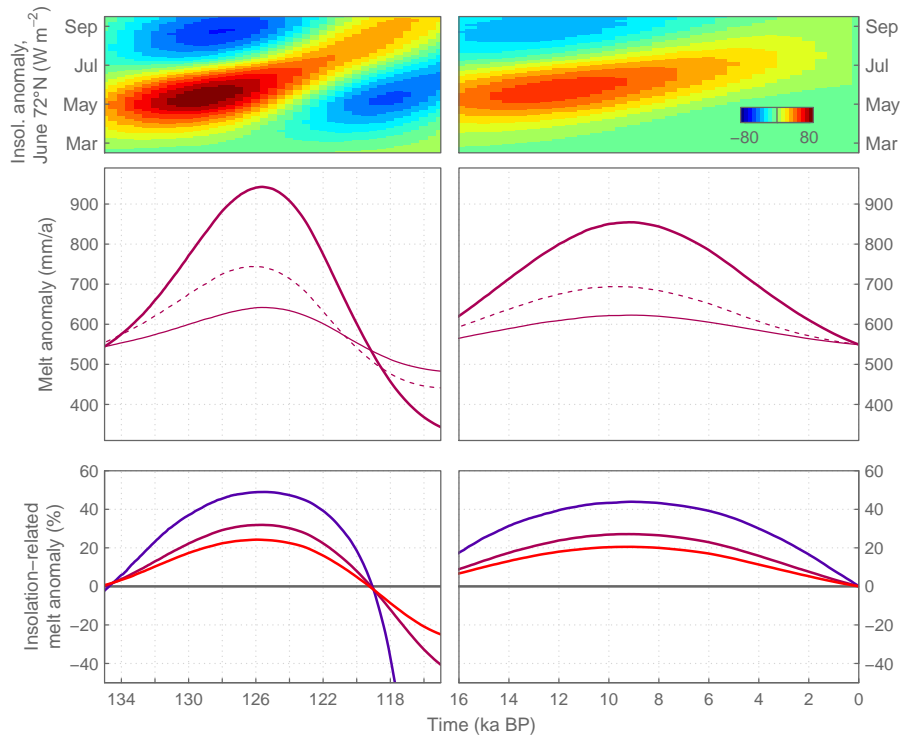 Insol. anomaly,
June 72°N (W m−2)
Sep
Jul
May
Mar
Sep
Jul
May
Mar
−80 80
Melt anomaly (mm/a)
900
800
700
600
500
400
900
800
700
600
500
400
Insolation−related
melt anomaly (%)
60
40
20
0
−20
−40
60
40
20
0
−20
−40
134 130 126 122 118 16 14 12 10 8 6 4 2 0
Time (ka BP)